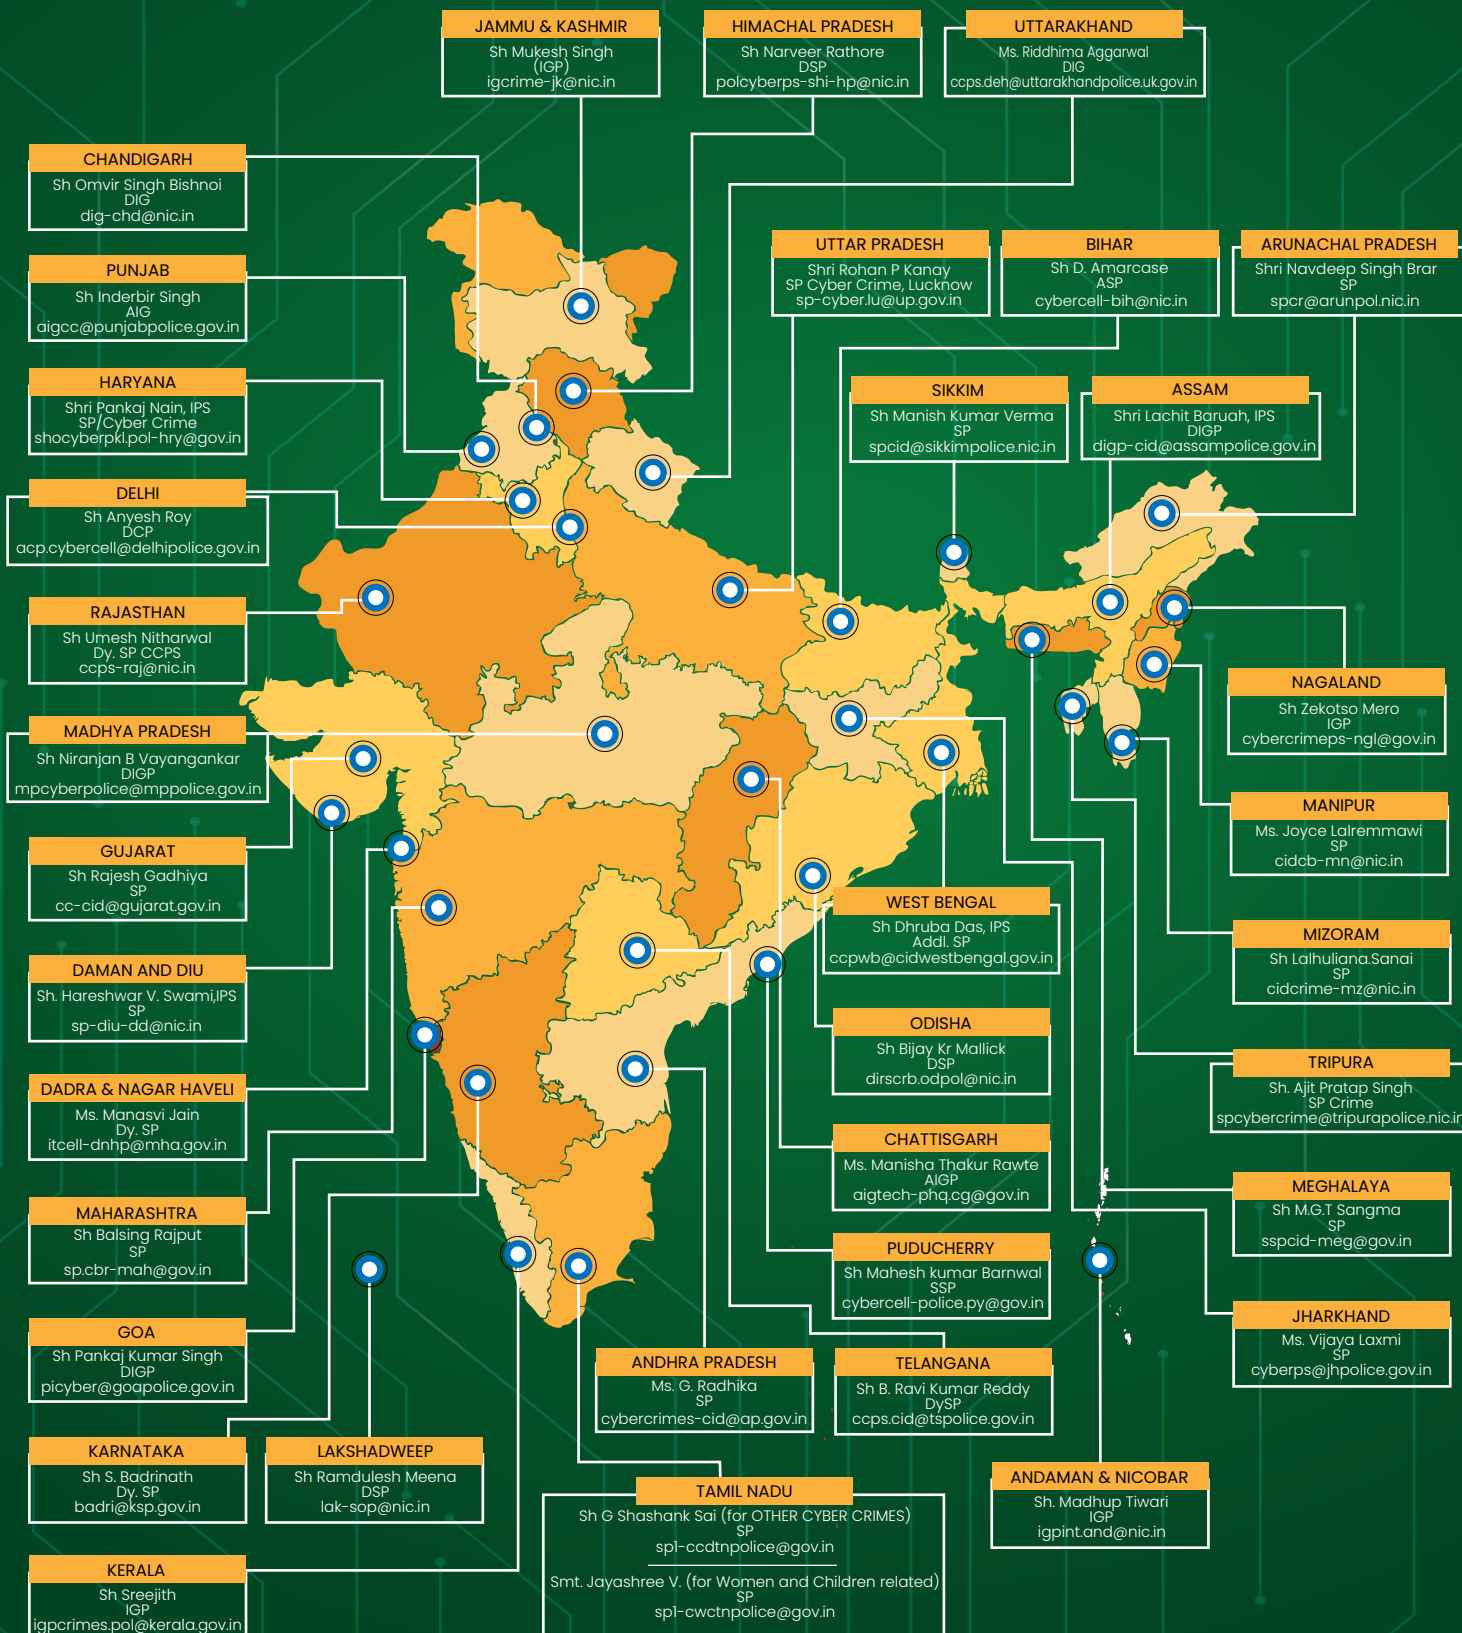 JAMMU & KASHMIR
Sh Mukesh Singh
(IGP)
igcrime-jk@nic.in
HIMACHAL PRADESH
Sh Narveer Rathore
DSP
polcyberps-shi-hp@nic.in
UTTARAKHAND
Ms. Riddhima Aggarwal
DIG
ccps.deh@uttarakhandpolice.uk.gov.in
CHANDIGARH
Sh Omvir Singh Bishnoi
DIG
dig-chd@nic.in
PUNJAB
Sh Inderbir Singh
AIG
aigcc@punjabpolice.gov.in
HARYANA
Shri Pankaj Nain, IPS
SP/Cyber Crime
shocyberpkl.pol-hry@gov.in
DELHI
Sh Anyesh Roy
DCP
acp.cybercell@delhipolice.gov.in
RAJASTHAN
Sh Umesh Nitharwal
Dy. SP CCPS
ccps-raj@nic.in
MADHYA PRADESH
Sh Niranjan B Vayangankar
DIGP
mpcyberpolice@mppolice.gov.in
GUJARAT
Sh Rajesh Gadhiya
SP
cc-cid@gujarat.gov.in
DAMAN AND DIU
Sh. Hareshwar V. Swami,IPS
SP
sp-diu-dd@nic.in
DADRA & NAGAR HAVELI
Ms. Manasvi Jain
Dy. SP
itcell-dnhp@mha.gov.in
MAHARASHTRA
Sh Balsing Rajput
SP
sp.cbr-mah@gov.in
GOA
Sh Pankaj Kumar Singh
DIGP
picyber@goapolice.gov.in
KARNATAKA
Sh S. Badrinath
Dy. SP
badri@ksp.gov.in
LAKSHADWEEP
Sh Ramdulesh Meena
DSP
lak-sop@nic.in
KERALA
Sh Sreejith
IGP
igpcrimes.pol@kerala.gov.in
UTTAR PRADESH
Shri Rohan P Kanay
SP Cyber Crime, Lucknow
sp-cyber.lu@up.gov.in
BIHAR
Sh D. Amarcase
ASP
cybercell-bih@nic.in
ARUNACHAL PRADESH
Shri Navdeep Singh Brar
SP
spcr@arunpol.nic.in
SIKKIM
Sh Manish Kumar Verma
SP
spcid@sikkimpolice.nic.in
ASSAM
Shri Lachit Baruah, IPS
DIGP
digp-cid@assampolice.gov.in
NAGALAND
Sh Zekotso Mero
IGP
cybercrimeps-ngl@gov.in
MANIPUR
Ms. Joyce Lalremmawi
SP
cidcb-mn@nic.in
MIZORAM
Sh Lalhuliana.Sanai
SP
cidcrime-mz@nic.in
TRIPURA
Sh. Ajit Pratap Singh
SP Crime
spcybercrime@tripurapolice.nic.in
MEGHALAYA
Sh M.G.T Sangma
SP
sspcid-meg@gov.in
JHARKHAND
Ms. Vijaya Laxmi
SP
cyberps@jhpolice.gov.in
WEST BENGAL
Sh Dhruba Das, IPS
Addl. SP
ccpwb@cidwestbengal.gov.in
ODISHA
Sh Bijay Kr Mallick
DSP
dirscrb.odpol@nic.in
CHATTISGARH
Ms. Manisha Thakur Rawte
AIGP
aigtech-phq.cg@gov.in
PUDUCHERRY
Sh Mahesh kumar Barnwal
SSP
cybercell-police.py@gov.in
ANDHRA PRADESH
Ms. G. Radhika
SP
cybercrimes-cid@ap.gov.in
TELANGANA
Sh B. Ravi Kumar Reddy
DySP
ccps.cid@tspolice.gov.in
TAMIL NADU
Sh G Shashank Sai (for OTHER CYBER CRIMES)
SP
sp1-ccdtnpolice@gov.in
Smt. Jayashree V. (for Women and Children related)
SP
sp1-cwctnpolice@gov.in
ANDAMAN & NICOBAR
Sh. Madhup Tiwari
IGP
igpint.and@nic.in